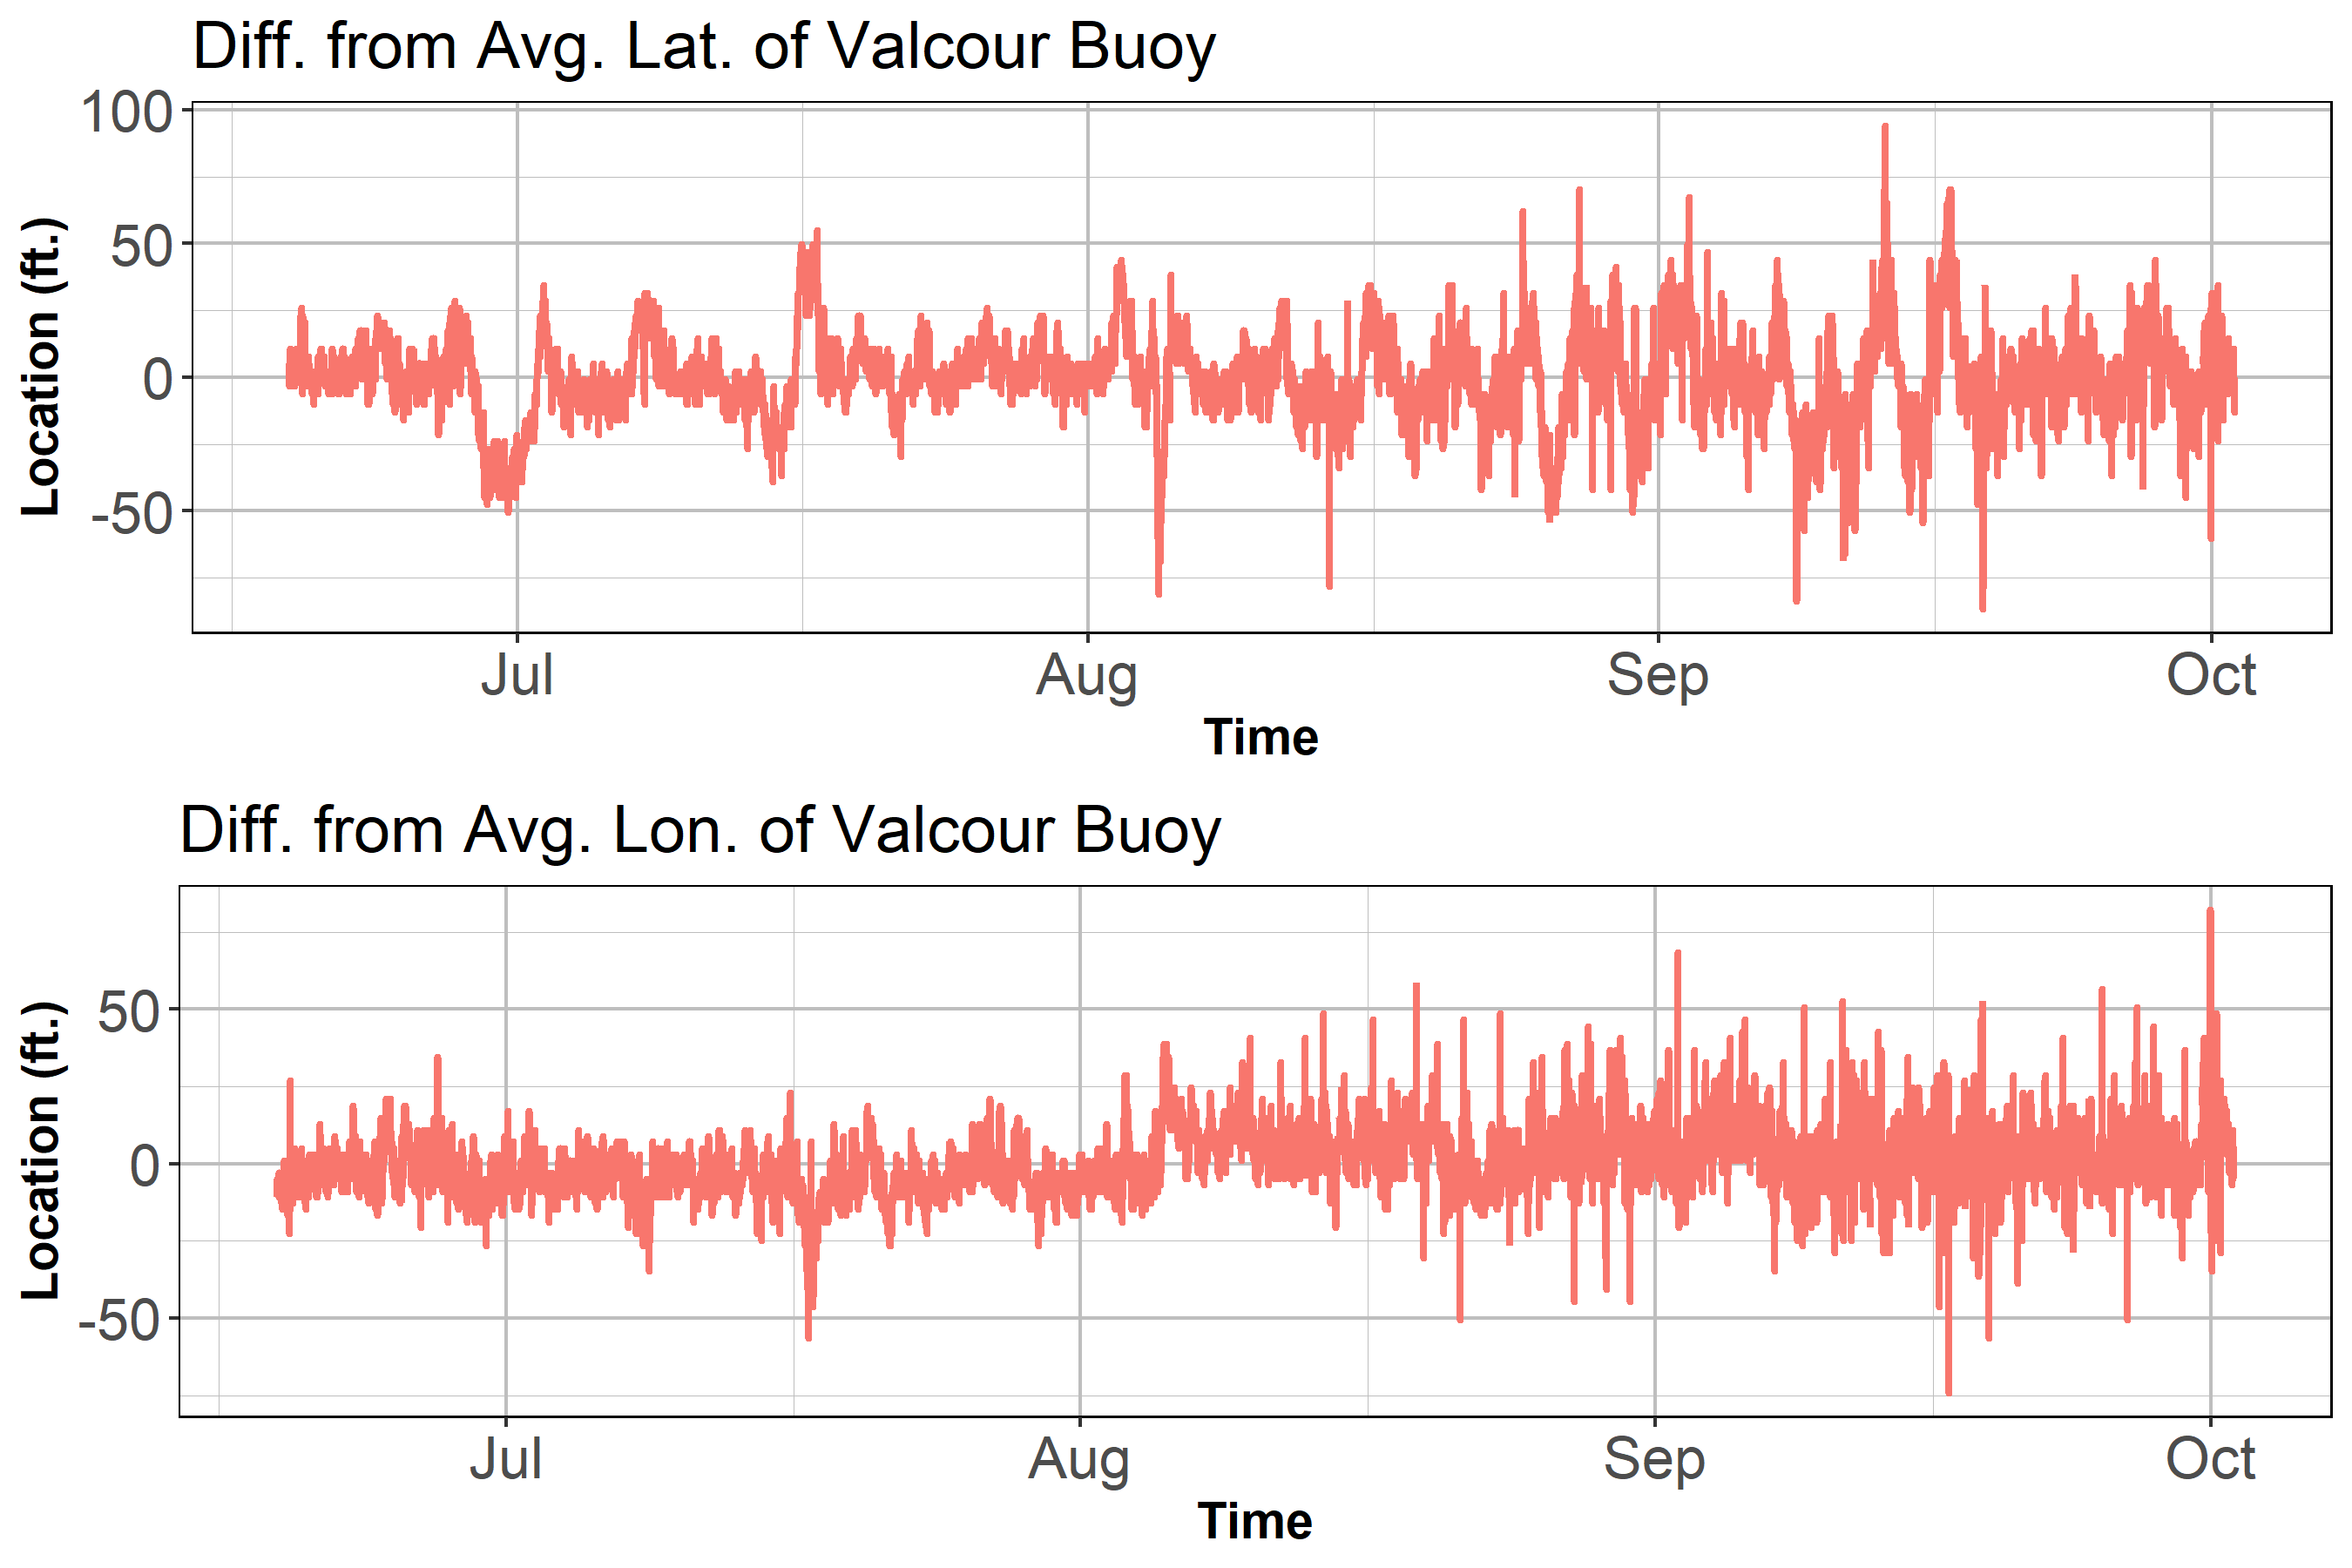 Diff. from Avg. Lat. of Valcour Buoy
100
50
0
-50
Location (ft.)
Jul Aug Sep Oct
Time
Diff. from Avg. Lon. of Valcour Buoy
50
0
-50
Location (ft.)
Jul Aug Sep Oct
Time